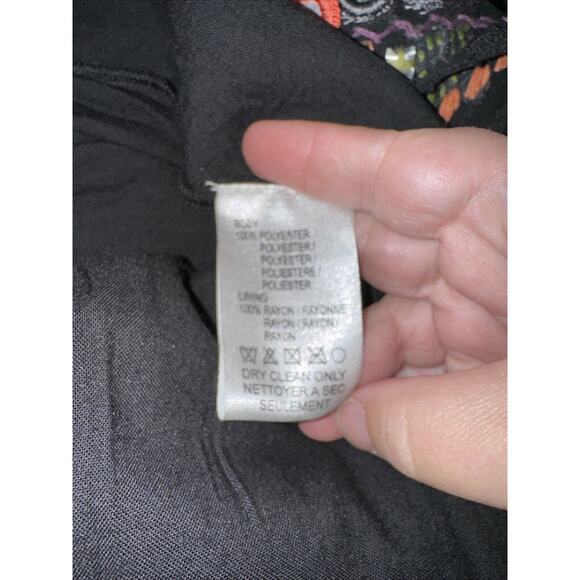 BODY
100% POLYESTER /
POLYESTER /
POLYESTER /
POLIESTERE /
POLIESTER
LINING
100% RAYON / RAYONNE
RAYON / RAYON /
RAYON
DRY CLEAN ONLY
NETTOYER A SEC
SEULEMENT